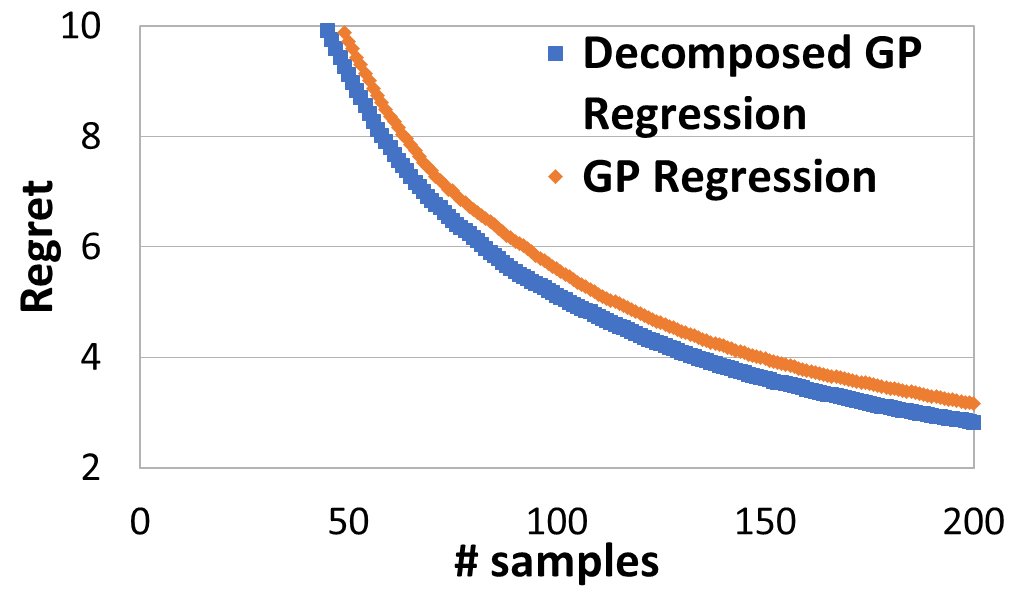 10
8
6
4
2
Regret
Decomposed GP
Regression
GP Regression
0
50
100
150
200
# samples